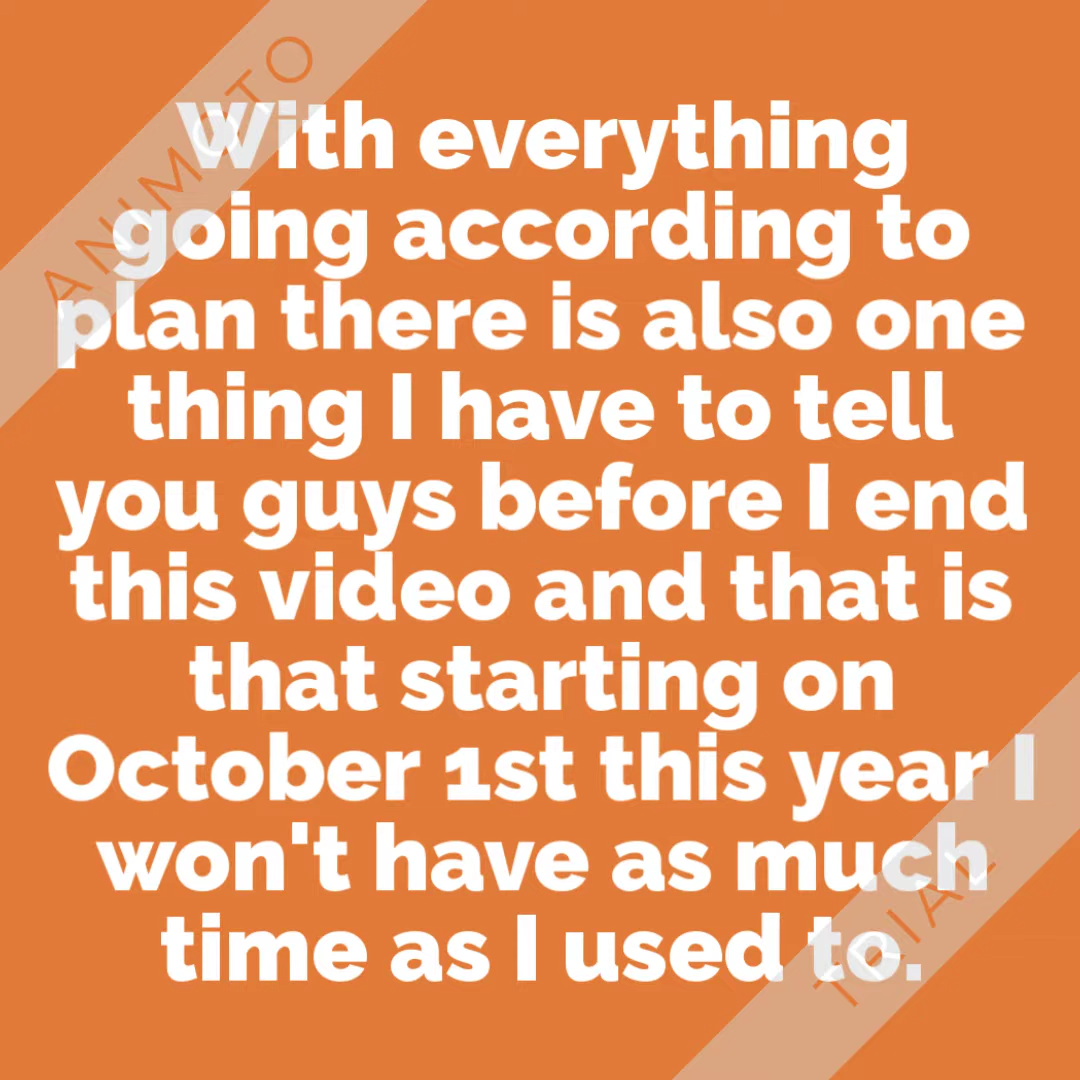 ANIMOTO
With everything
going according to
plan there is also one
thing I have to tell
you guys before I end
this video and that is
that starting on
October 1st this year I
won't have as much
time as I used to.
TRIAL